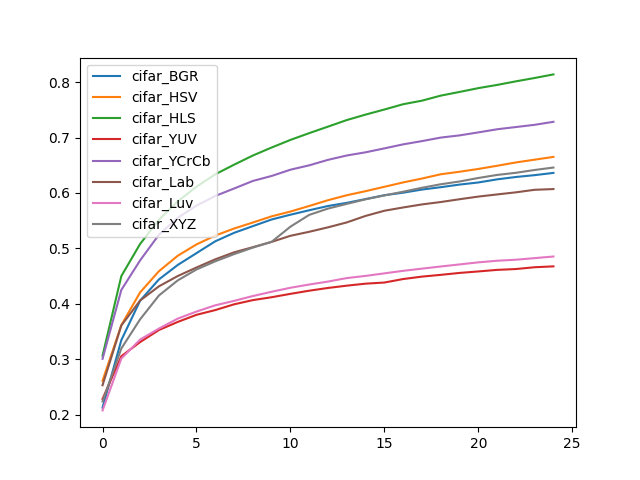 0.8
0.7
0.6
0.5
0.4
0.3
0.2
cifar_BGR
cifar_HSV
cifar_HLS
cifar_YUV
cifar_YCrCb
cifar_Lab
cifar_Luv
cifar_XYZ
0 5 10 15 20 25